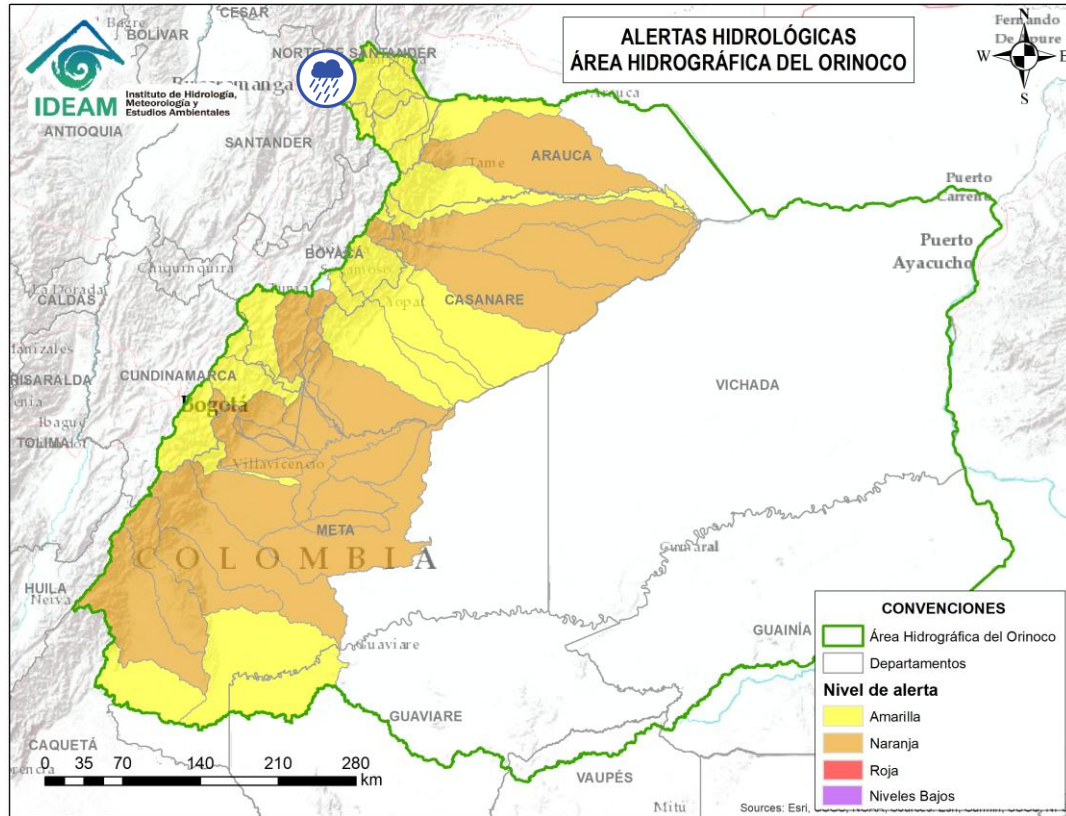 ALERTAS HIDROLÓGICAS
ÁREA HIDROGRÁFICA DEL ORINOCO
IDEAM
Instituto de Hidrología,
Meteorología y
Estudios Ambientales
N
W
E
S
CESAR
BOLÍVAR
NORTE DE SANTANDER
ANTIOQUIA
SANTANDER
Arauca
ARAUCA
Tame
Puerto
Carreño
Puerto
Ayacucho
BOYACÁ
Chiquinquira
La Dorada
CALDAS
Yopal
CASANARE
RISARALDA
CUNDINAMARCA
Bogotá
VICHADA
Ibagué
TOLIMA
Villavicencio
META
COLOMBIA
HUILA
Neiva
Guaviare
GUAINÍA
GUAVIARE
CAQUETÁ
VAUPÉS
Mitú
0 35 70 140 210 280
km
CONVENCIONES
Área Hidrográfica del Orinoco
Departamentos
Nivel de alerta
Amarilla
Naranja
Roja
Niveles Bajos
Sources: Esri,